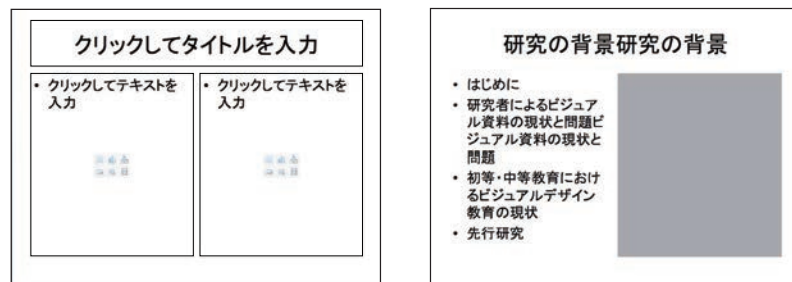 クリックしてタイトルを入力
• クリックしてテキストを
入力
• クリックしてテキストを
入力
研究の背景研究の背景
• はじめに
• 研究者によるビジュア
ル資料の現状と問題ビ
ジュアル資料の現状と
問題
• 初等・中等教育におけ
るビジュアルデザイン
教育の現状
• 先行研究